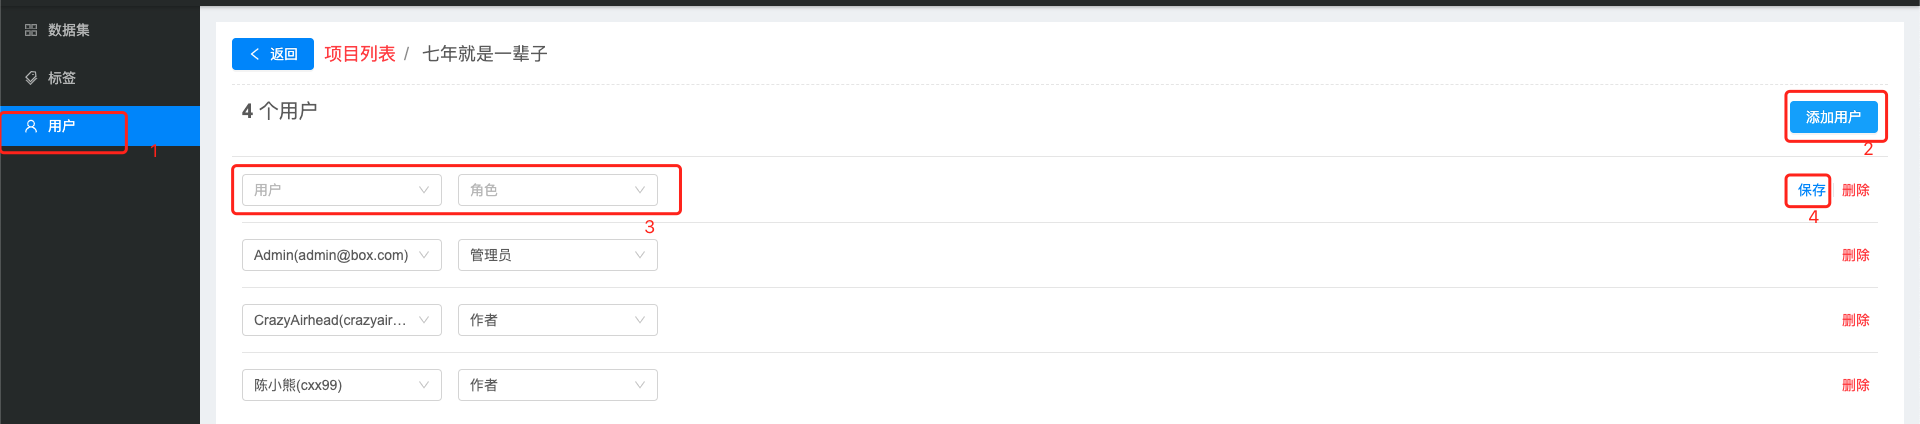 数据集
标签
用户
1
返回 项目列表 / 七年就是一辈子
4 个用户
添加用户
2
用户 角色 保存 删除
3
4
Admin(admin@box.com) 管理员 删除
CrazyAirhead(crazyair... 作者 删除
陈小熊(cxx99) 作者 删除